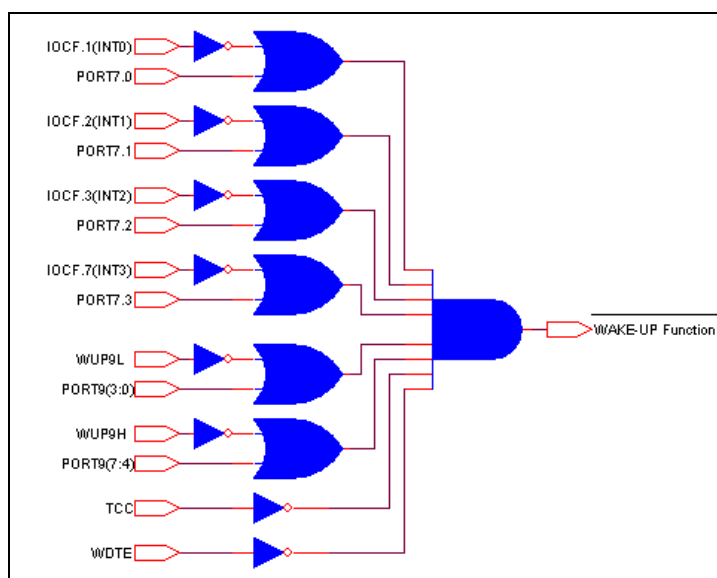 IOCF.1(INT0)
PORT7.0
IOCF.2(INT1)
PORT7.1
IOCF.3(INT2)
PORT7.2
IOCF.7(INT3)
PORT7.3
WAKE-UP Function
WUP9L
PORT9(3:0)
WUP9H
PORT9(7:4)
TCC
WDTE